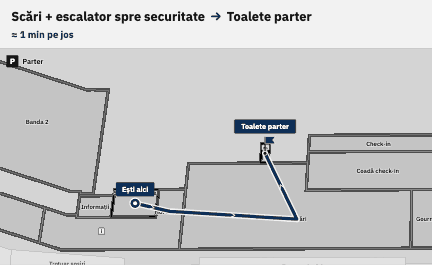 Scări + escalator spre securitate → Toalete parter
≈ 1 min pe jos
P Parter
Toalete parter
Banda 2
Check-in
Coadă check-in
Ești aici
Informații
i